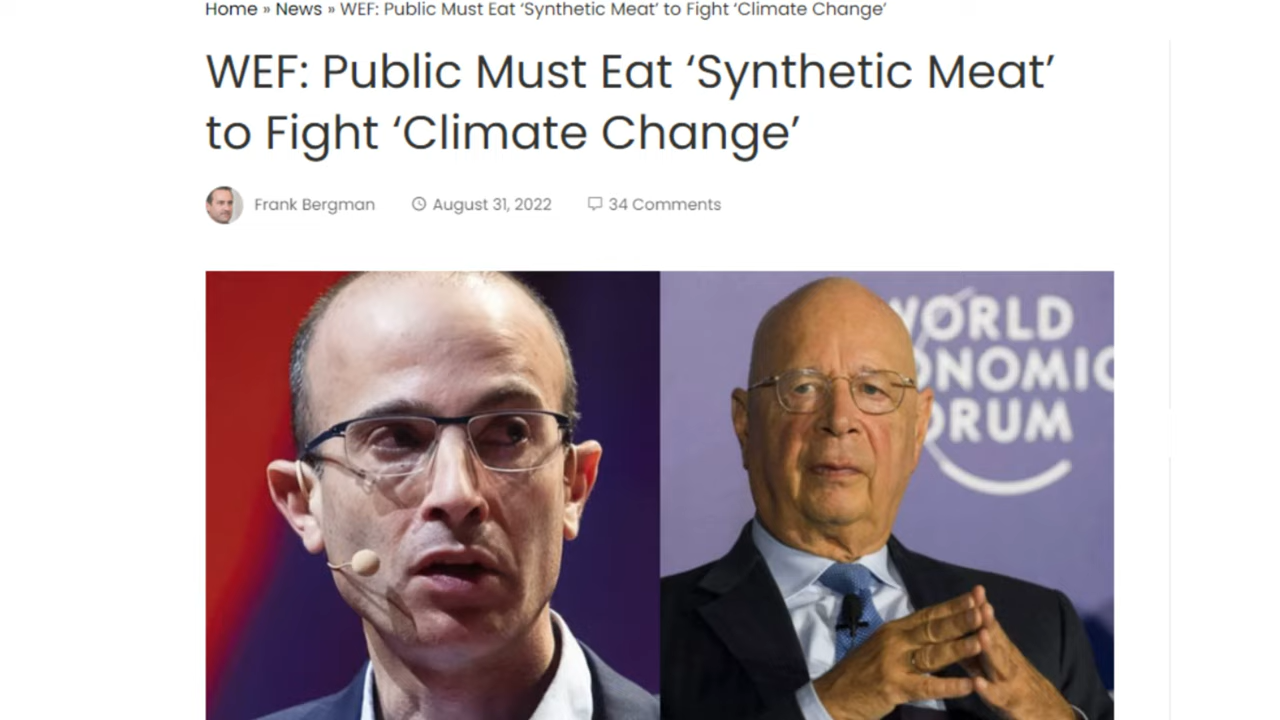 Home » News » WEF: Public Must Eat ‘Synthetic Meat’ to Fight ‘Climate Change’
WEF: Public Must Eat ‘Synthetic Meat’
to Fight ‘Climate Change’
Frank Bergman August 31, 2022 34 Comments
WORLD
ONOMIC
ORUM